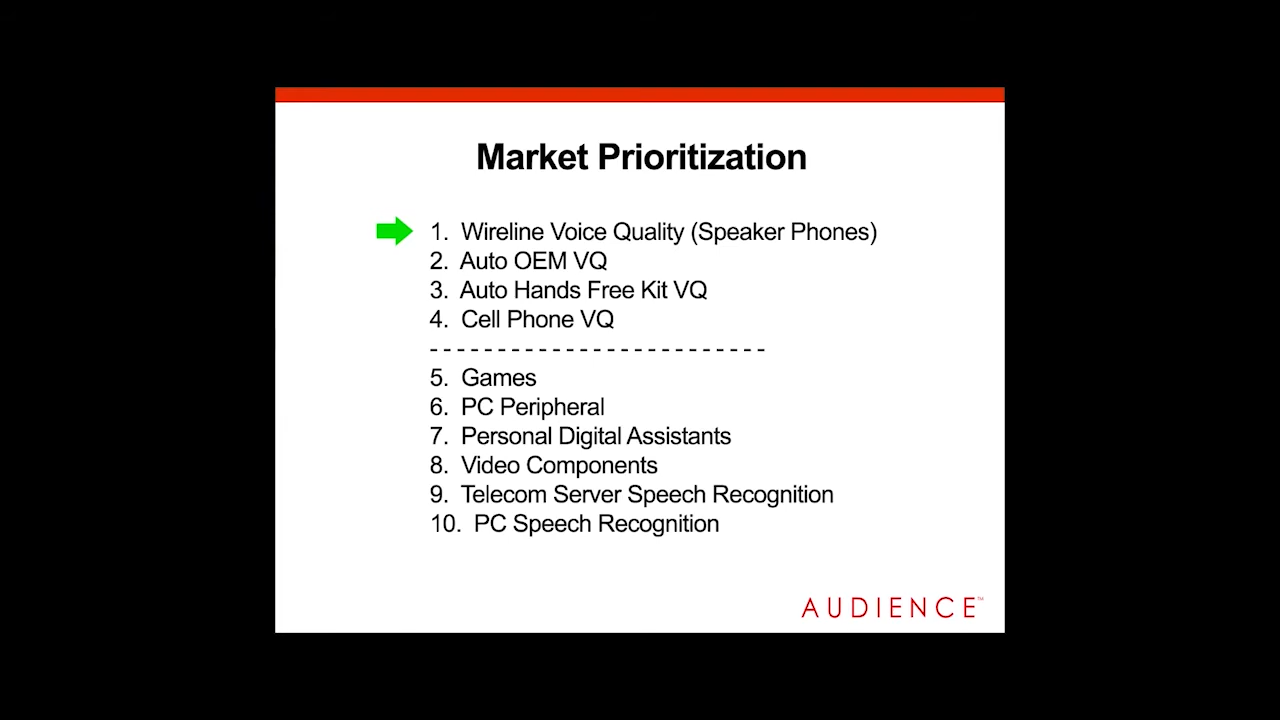 Market Prioritization
1. Wireline Voice Quality (Speaker Phones)
2. Auto OEM VQ
3. Auto Hands Free Kit VQ
4. Cell Phone VQ
- - - - - - - - - - - - - - - - - - - - - - - - -
5. Games
6. PC Peripheral
7. Personal Digital Assistants
8. Video Components
9. Telecom Server Speech Recognition
10. PC Speech Recognition
AUDIENCE™